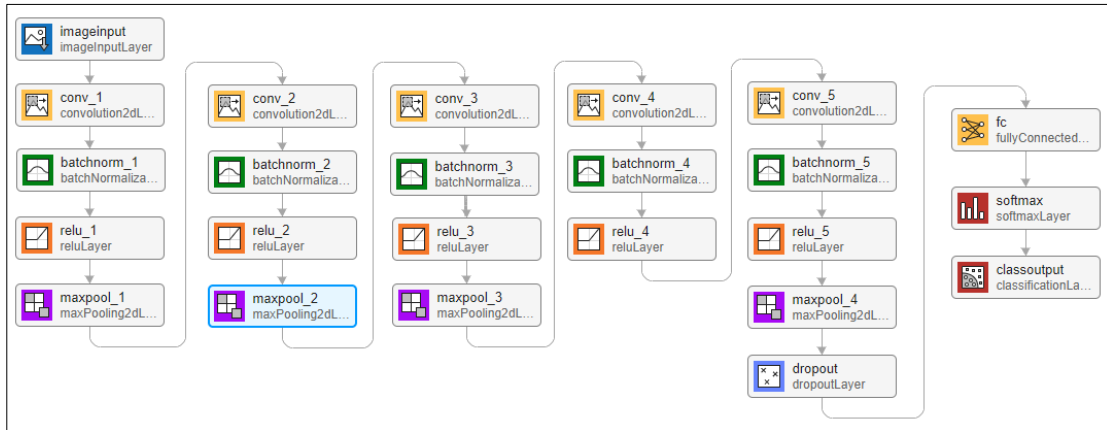 imageinput
imageInputLayer
conv_1
convolution2dL...
batchnorm_1
batchNormaliza...
relu_1
reluLayer
maxpool_1
maxPooling2dL...
conv_2
convolution2dL...
batchnorm_2
batchNormaliza...
relu_2
reluLayer
maxpool_2
maxPooling2dL...
conv_3
convolution2dL...
batchnorm_3
batchNormaliza...
relu_3
reluLayer
maxpool_3
maxPooling2dL...
conv_4
convolution2dL...
batchnorm_4
batchNormaliza...
relu_4
reluLayer
conv_5
convolution2dL...
batchnorm_5
batchNormaliza...
relu_5
reluLayer
maxpool_4
maxPooling2dL...
dropout
dropoutLayer
fc
fullyConnected...
softmax
softmaxLayer
classoutput
classificationLa...